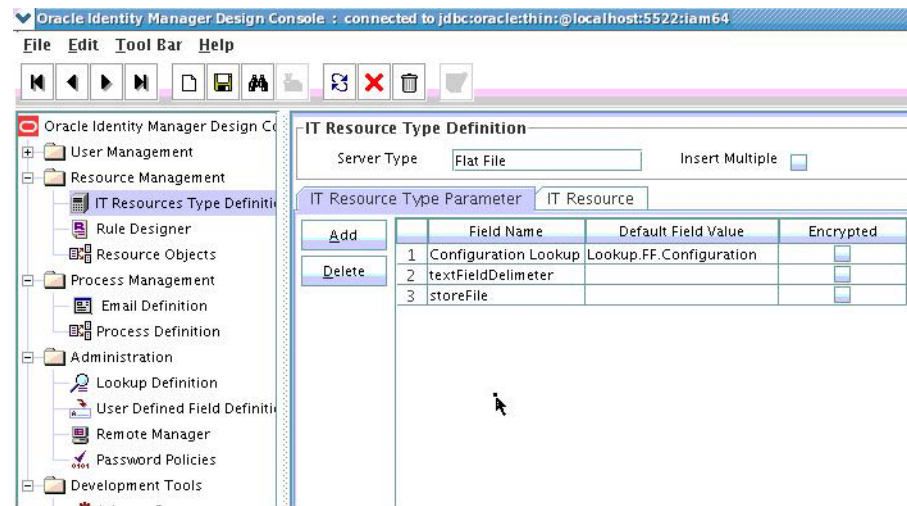 Oracle Identity Manager Design Console : connected to jdbc:oracle:thin:@localhost:5522:iam64
File Edit Tool Bar Help
Oracle Identity Manager Design Co
User Management
Resource Management
IT Resources Type Definiti
Rule Designer
Resource Objects
Process Management
Email Definition
Process Definition
Administration
Lookup Definition
User Defined Field Definiti
Remote Manager
Password Policies
Development Tools
IT Resource Type Definition
Server Type Flat File Insert Multiple
IT Resource Type Parameter IT Resource
Add
Delete
Field Name Default Field Value Encrypted
1 Configuration Lookup Lookup.FF.Configuration
2 textFieldDelimeter
3 storeFile